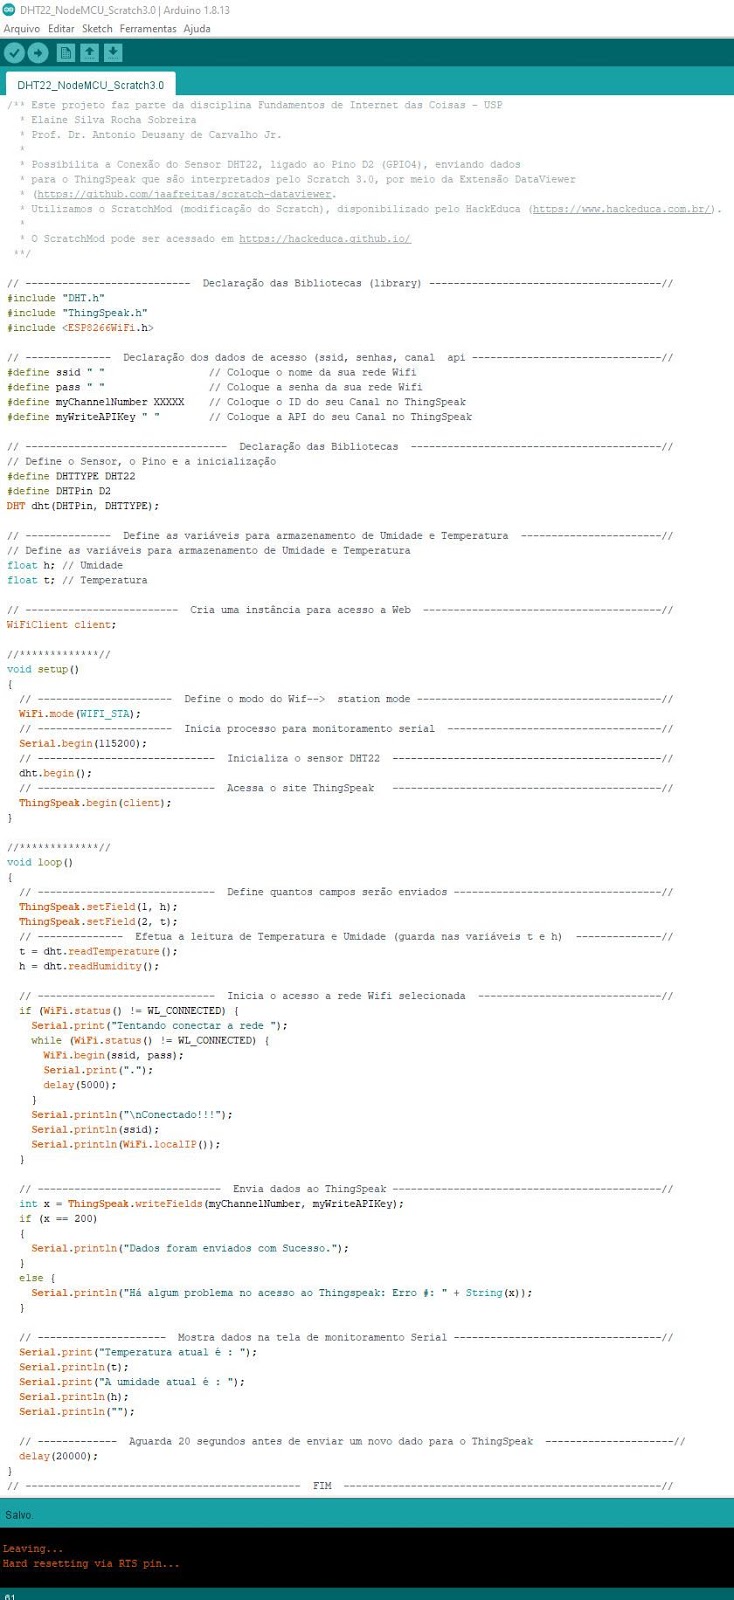 DHT22_NodeMCU_Scratch3.0 | Arduino 1.8.13
Arquivo Editar Sketch Ferramentas Ajuda
DHT22_NodeMCU_Scratch3.0
/** Este projeto faz parte da disciplina Fundamentos de Internet das Coisas - USP
* Elaine Silva Rocha Sobreira
* Prof. Dr. Antonio Deusany de Carvalho Jr.
*
* Possibilita a Conexão do Sensor DHT22, ligado ao Pino D2 (GPIO4), enviando dados
* para o ThingSpeak que são interpretados pelo Scratch 3.0, por meio da Extensão DataViewer
* (https://github.com/jaafreitas/scratch-dataviewer.
* Utilizamos o ScratchMod (modificação do Scratch), disponibilizado pelo HackEduca (https://www.hackeduca.com.br/).
*
* O ScratchMod pode ser acessado em https://hackeduca.github.io/
**/
// --------------------------- Declaração das Bibliotecas (library) --------------------------------------//
#include "DHT.h"
#include "ThingSpeak.h"
#include <ESP8266WiFi.h>
// -------------- Declaração dos dados de acesso (ssid, senhas, canal api --------------------------------//
#define ssid " " // Coloque o nome da sua rede Wifi
#define pass " " // Coloque a senha da sua rede Wifi
#define myChannelNumber XXXXX // Coloque o ID do seu Canal no ThingSpeak
#define myWriteAPIKey " " // Coloque a API do seu Canal no ThingSpeak
// --------------------------------- Declaração das Bibliotecas -----------------------------------------//
// Define o Sensor, o Pino e a inicialização
#define DHTTYPE DHT22
#define DHTPin D2
DHT dht(DHTPin, DHTTYPE);
// -------------- Define as variáveis para armazenamento de Umidade e Temperatura -----------------------//
// Define as variáveis para armazenamento de Umidade e Temperatura
float h; // Umidade
float t; // Temperatura
// ------------------------- Cria uma instância para acesso a Web ---------------------------------------//
WiFiClient client;
//*************//
void setup()
{
// ---------------------- Define o modo do Wif--> station mode ----------------------------------------//
WiFi.mode(WIFI_STA);
// ---------------------- Inicia processo para monitoramento serial -------------------------------------//
Serial.begin(115200);
// ----------------------------- Inicializa o sensor DHT22 --------------------------------------------//
dht.begin();
// ----------------------------- Acessa o site ThingSpeak --------------------------------------------//
ThingSpeak.begin(client);
}
//*************//
void loop()
{
// ----------------------------- Define quantos campos serão enviados ----------------------------------//
ThingSpeak.setField(1, h);
ThingSpeak.setField(2, t);
// -------------- Efetua a leitura de Temperatura e Umidade (guarda nas variáveis t e h) --------------//
t = dht.readTemperature();
h = dht.readHumidity();
// ----------------------------- Inicia o acesso a rede Wifi selecionada ------------------------------//
if (WiFi.status() != WL_CONNECTED) {
Serial.print("Tentando conectar a rede ");
while (WiFi.status() != WL_CONNECTED) {
WiFi.begin(ssid, pass);
Serial.print(".");
delay(5000);
}
Serial.println("\nConectado!!!");
Serial.println(ssid);
Serial.println(WiFi.localIP());
}
// ------------------------------ Envia dados ao ThingSpeak --------------------------------------------//
int x = ThingSpeak.writeFields(myChannelNumber, myWriteAPIKey);
if (x == 200)
{
Serial.println("Dados foram enviados com Sucesso.");
}
else {
Serial.println("Há algum problema no acesso ao Thingspeak: Erro #: " + String(x));
}
// --------------------- Mostra dados na tela de monitoramento Serial ----------------------------------//
Serial.print("Temperatura atual é : ");
Serial.println(t);
Serial.print("A umidade atual é : ");
Serial.println(h);
Serial.println("");
// ------------- Aguarda 20 segundos antes de enviar um novo dado para o ThingSpeak ---------------------//
delay(20000);
}
// --------------------------------------------- FIM ----------------------------------------------------//
Salvo.
Leaving...
Hard resetting via RTS pin...
61